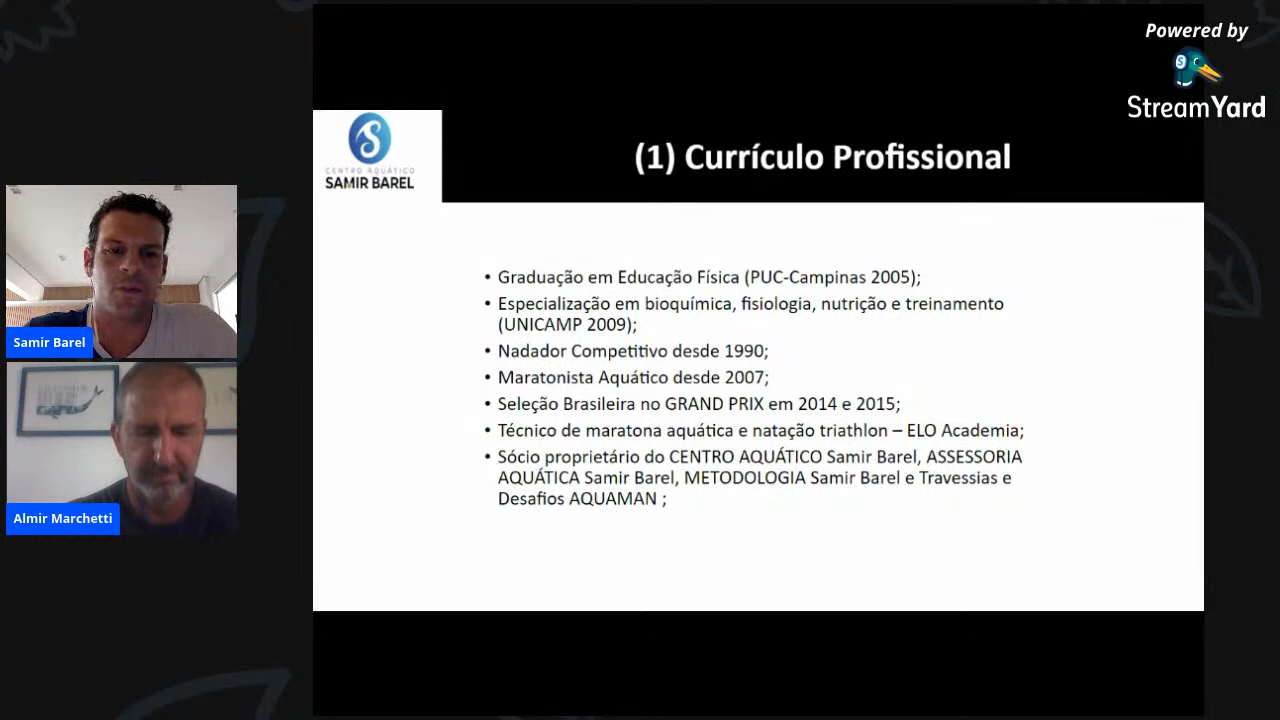 Powered by
StreamYard
CENTRO AQUÁTICO
SAMIR BAREL
(1) Currículo Profissional
• Graduação em Educação Física (PUC-Campinas 2005);
• Especialização em bioquímica, fisiologia, nutrição e treinamento
(UNICAMP 2009);
• Nadador Competitivo desde 1990;
• Maratonista Aquático desde 2007;
• Seleção Brasileira no GRAND PRIX em 2014 e 2015;
• Técnico de maratona aquática e natação triathlon – ELO Academia;
• Sócio proprietário do CENTRO AQUÁTICO Samir Barel, ASSESSORIA
AQUÁTICA Samir Barel, METODOLOGIA Samir Barel e Travessias e
Desafios AQUAMAN ;
Samir Barel
Almir Marchetti